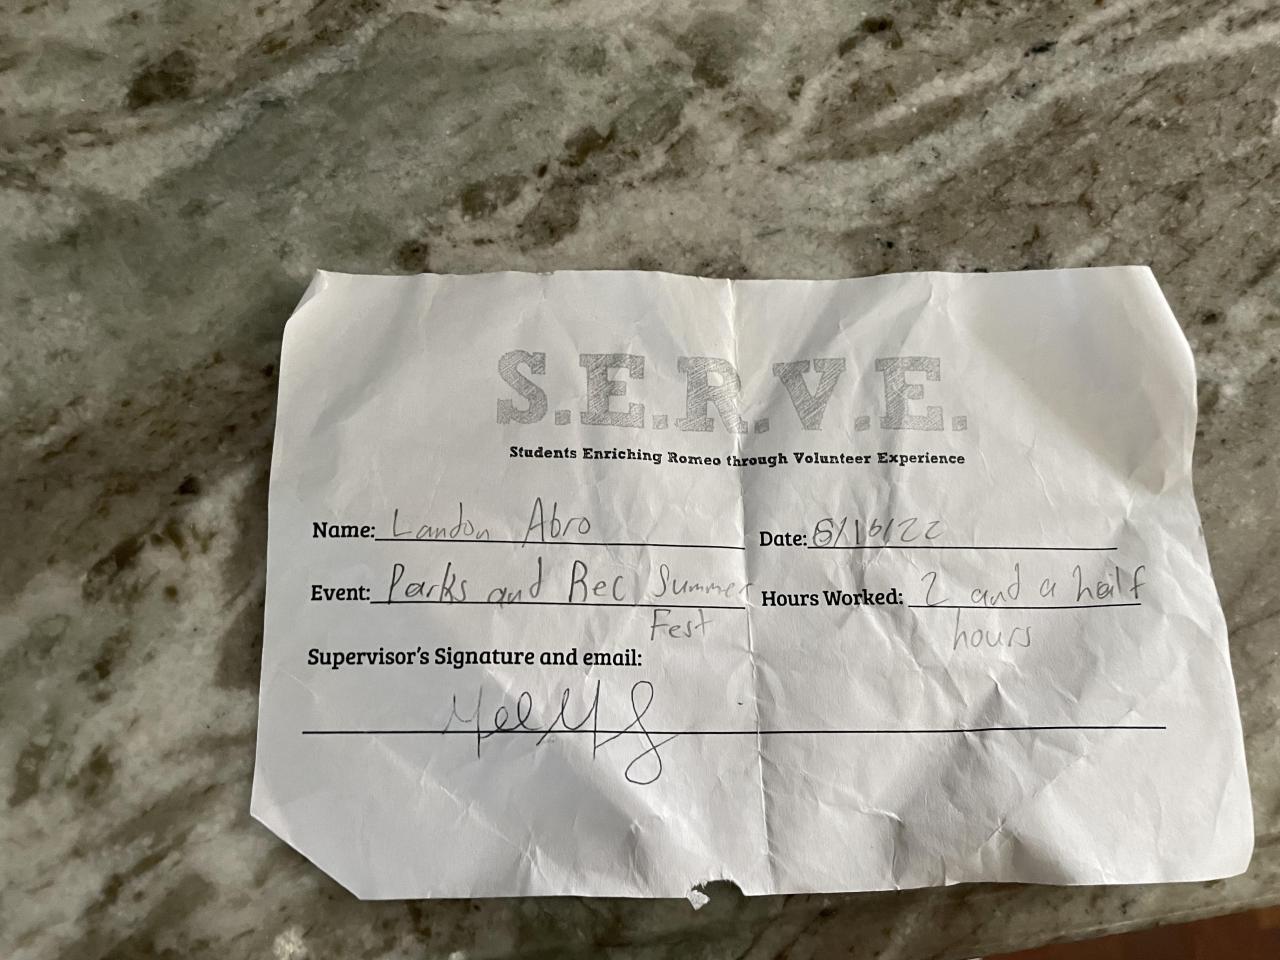 S.E.R.V.E.
Students Enriching Romeo through Volunteer Experience
Name: Landon Abro Date: 8/16/22
Event: Parks and Rec Summer Fest Hours Worked: 2 and a half hours
Supervisor's Signature and email: